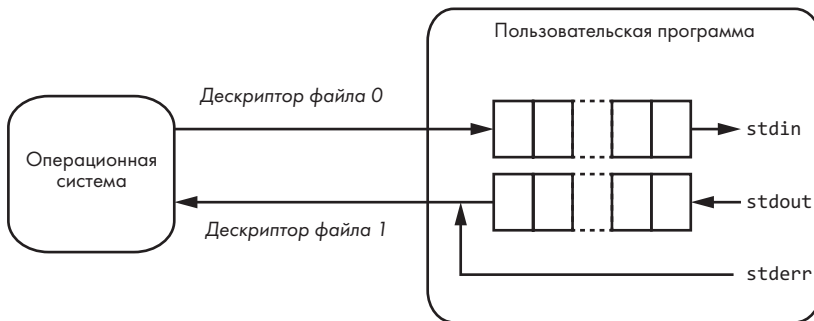 Пользовательская программа
Дескриптор файла 0
Операционная
система
stdin
stdout
Дескриптор файла 1
stderr